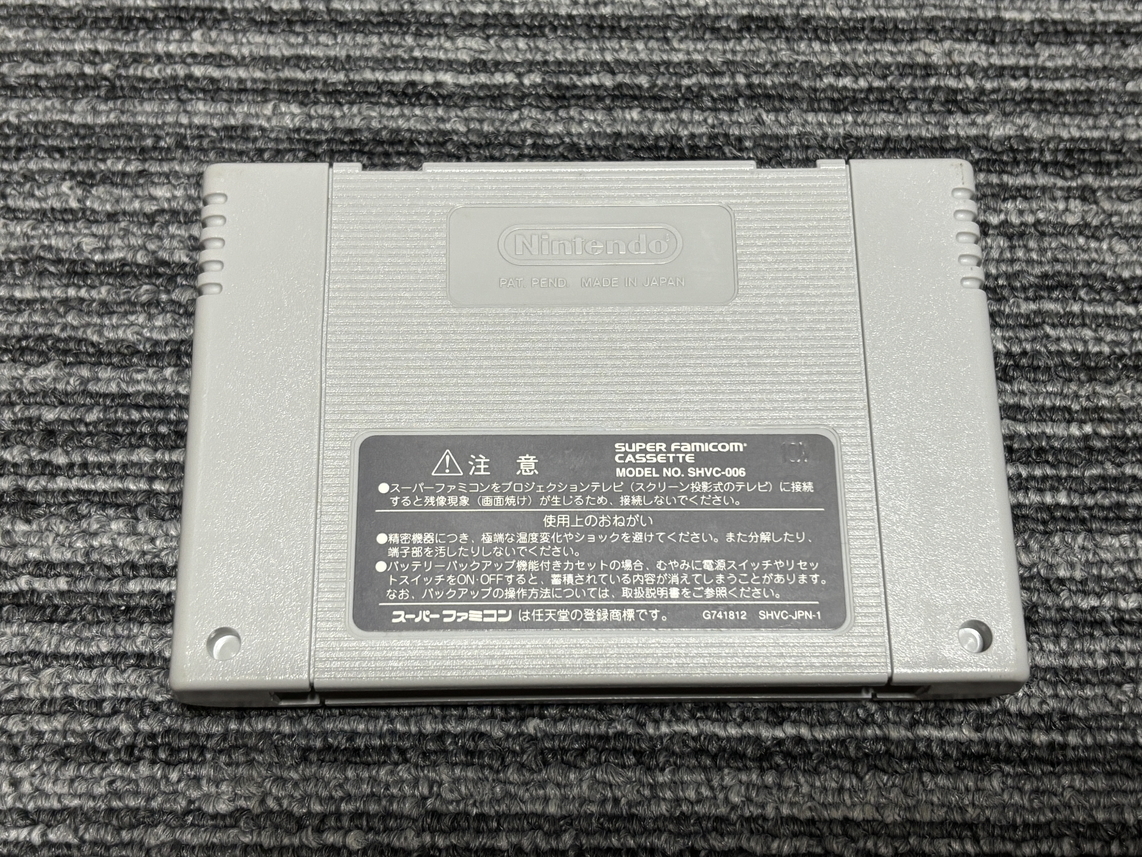 Nintendo
PAT. PEND. MADE IN JAPAN
⚠注 意
SUPER FAMICOM
CASSETTE
MODEL NO. SHVC-006
●スーパーファミコンをプロジェクションテレビ（スクリーン投影式のテレビ）に接続
すると残像現象（画面焼け）が生じるため、接続しないでください。
使用上のおねがい
●精密機器につき、極端な温度変化やショックを避けてください。また分解したり、
端子部を汚したりしないでください。
●バッテリーバックアップ機能付きカセットの場合、むやみに電源スイッチやリセッ
トスイッチをON・OFFすると、蓄積されている内容が消えてしまうことがあります。
なお、バックアップの操作方法については、取扱説明書をご参照ください。
スーパーファミコン は任天堂の登録商標です。 G741812 SHVC-JPN-1